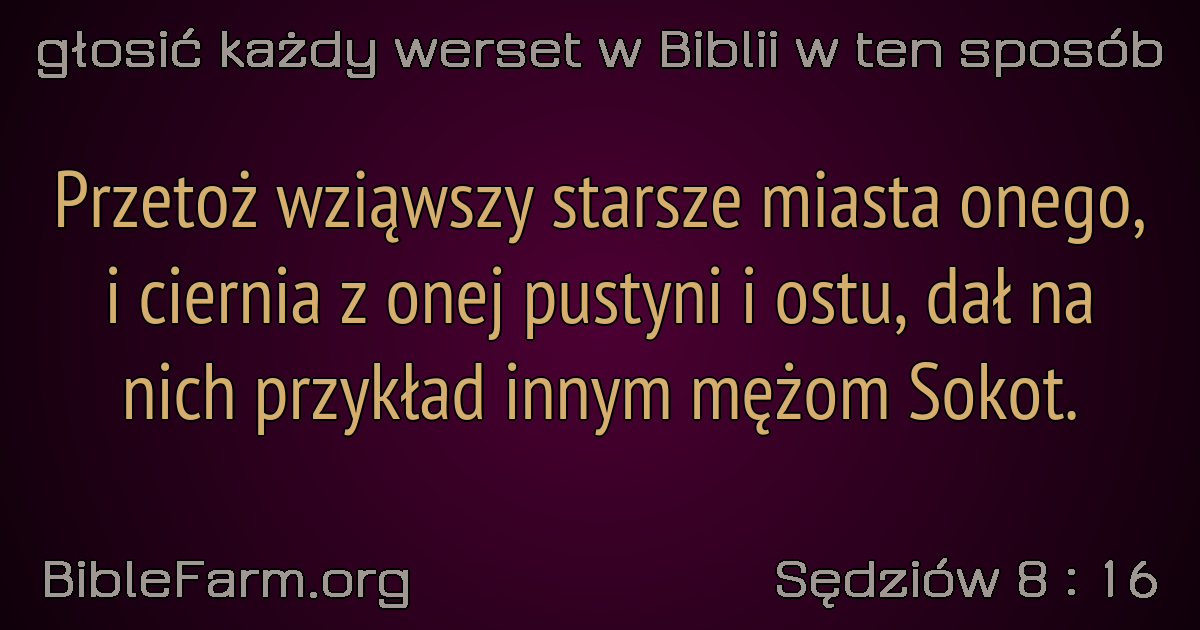 głosić każdy werset w Biblii w ten sposób
Przetoż wziąwszy starsze miasta onego,
i ciernia z onej pustyni i ostu, dał na
nich przykład innym mężom Sokot.
BibleFarm.org
Sędziów 8 : 16